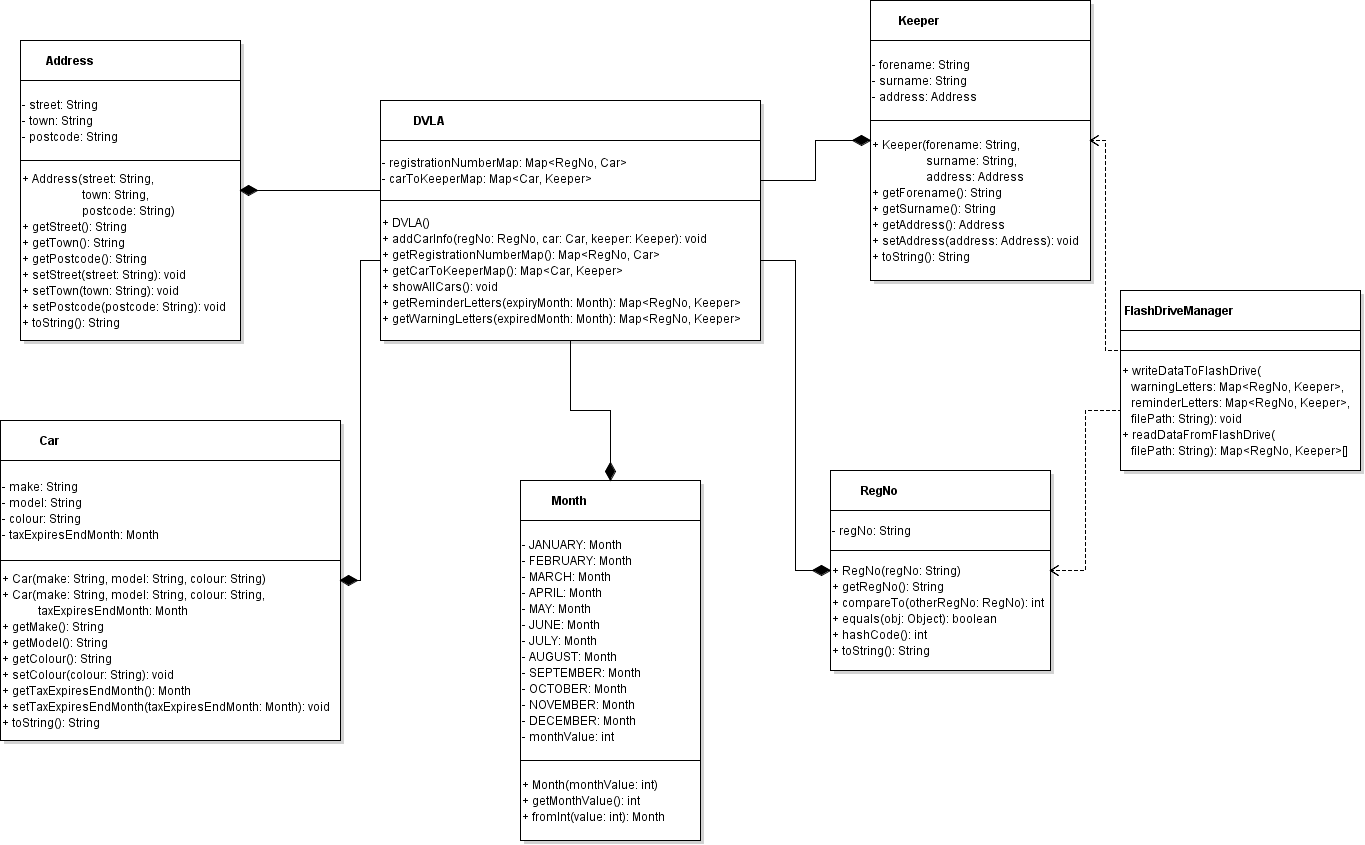 Address
- street: String
- town: String
- postcode: String
+ Address(street: String,
town: String,
postcode: String)
+ getStreet(): String
+ getTown(): String
+ getPostcode(): String
+ setStreet(street: String): void
+ setTown(town: String): void
+ setPostcode(postcode: String): void
+ toString(): String
DVLA
- registrationNumberMap: Map<RegNo, Car>
- carToKeeperMap: Map<Car, Keeper>
+ DVLA()
+ addCarInfo(regNo: RegNo, car: Car, keeper: Keeper): void
+ getRegistrationNumberMap(): Map<RegNo, Car>
+ getCarToKeeperMap(): Map<Car, Keeper>
+ showAllCars(): void
+ getReminderLetters(expiryMonth: Month): Map<RegNo, Keeper>
+ getWarningLetters(expiredMonth: Month): Map<RegNo, Keeper>
Keeper
- forename: String
- surname: String
- address: Address
+ Keeper(forename: String,
surname: String,
address: Address
+ getForename(): String
+ getSurname(): String
+ getAddress(): Address
+ setAddress(address: Address): void
+ toString(): String
FlashDriveManager
+ writeDataToFlashDrive(
warningLetters: Map<RegNo, Keeper>,
reminderLetters: Map<RegNo, Keeper>,
filePath: String): void
+ readDataFromFlashDrive(
filePath: String): Map<RegNo, Keeper>[]
Car
- make: String
- model: String
- colour: String
- taxExpiresEndMonth: Month
+ Car(make: String, model: String, colour: String)
+ Car(make: String, model: String, colour: String,
taxExpiresEndMonth: Month
+ getMake(): String
+ getModel(): String
+ getColour(): String
+ setColour(colour: String): void
+ getTaxExpiresEndMonth(): Month
+ setTaxExpiresEndMonth(taxExpiresEndMonth: Month): void
+ toString(): String
Month
- JANUARY: Month
- FEBRUARY: Month
- MARCH: Month
- APRIL: Month
- MAY: Month
- JUNE: Month
- JULY: Month
- AUGUST: Month
- SEPTEMBER: Month
- OCTOBER: Month
- NOVEMBER: Month
- DECEMBER: Month
- monthValue: int
+ Month(monthValue: int)
+ getMonthValue(): int
+ fromInt(value: int): Month
RegNo
- regNo: String
+ RegNo(regNo: String)
+ getRegNo(): String
+ compareTo(otherRegNo: RegNo): int
+ equals(obj: Object): boolean
+ hashCode(): int
+ toString(): String